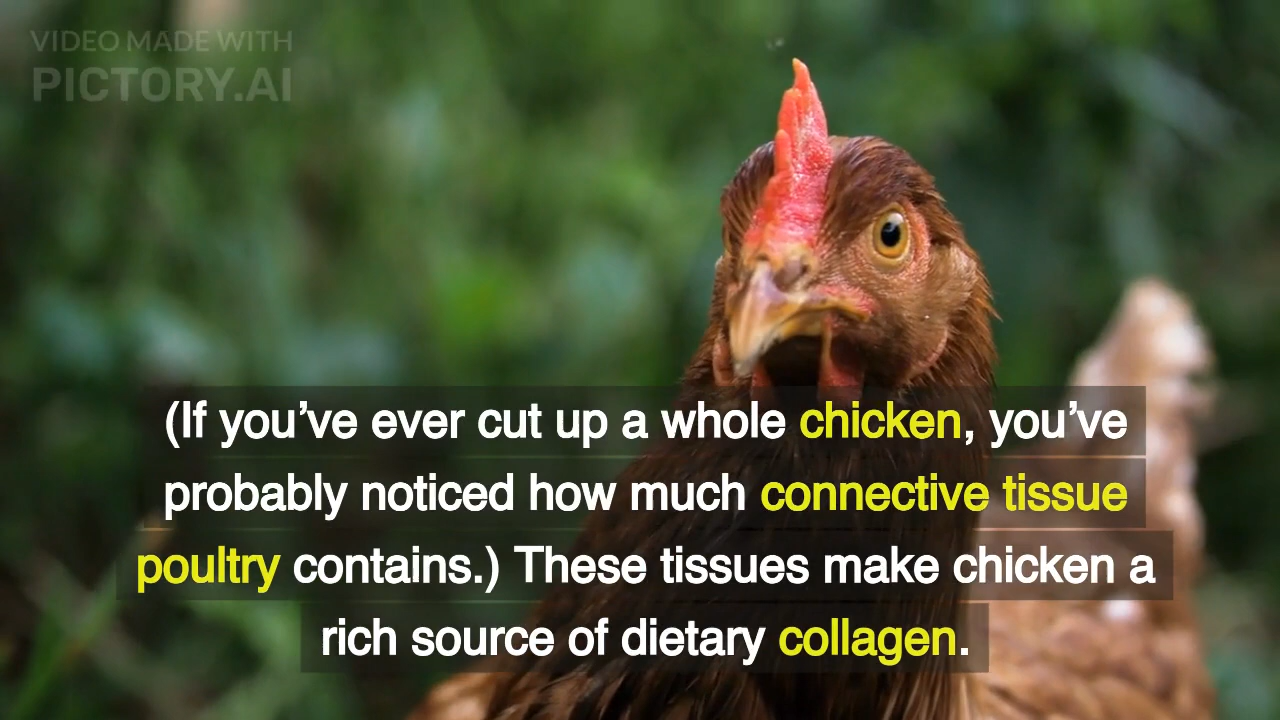 VIDEO MADE WITH
PICTORY.AI
(If you’ve ever cut up a whole chicken, you’ve
probably noticed how much connective tissue
poultry contains.) These tissues make chicken a
rich source of dietary collagen.